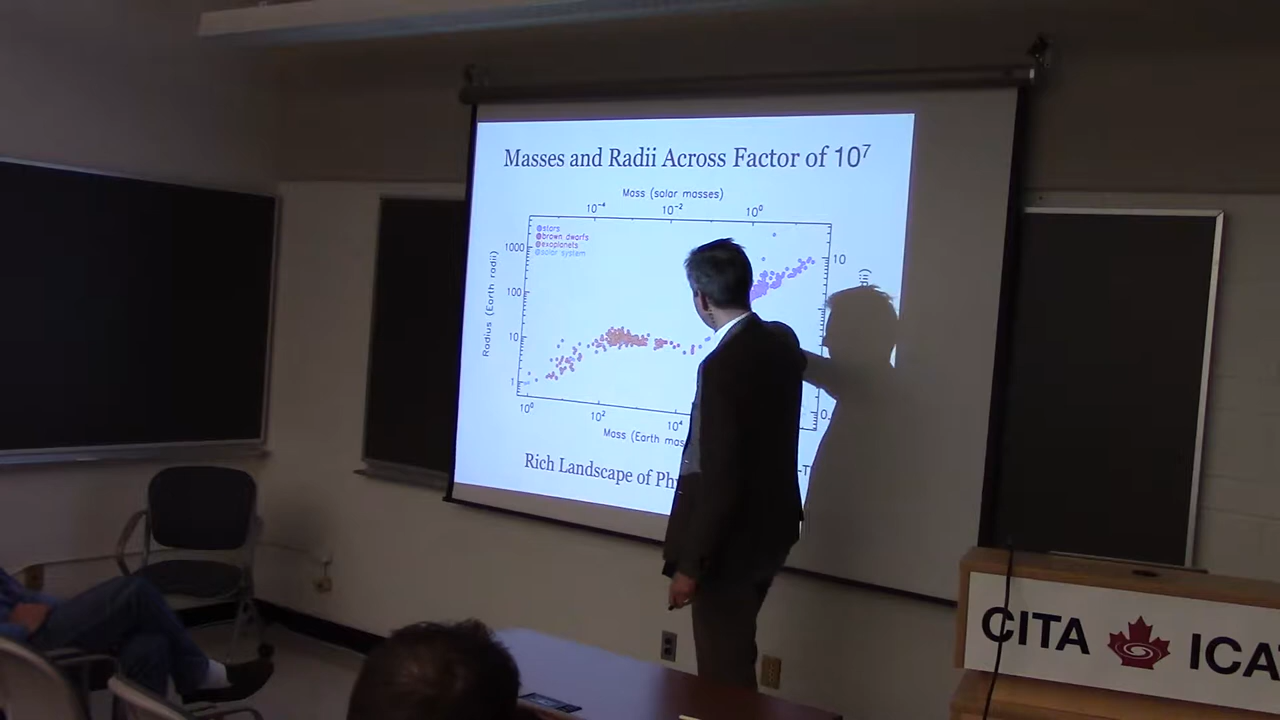 Masses and Radii Across Factor of 10⁷
Mass (solar masses)
10⁻⁴ 10⁻² 10⁰
stars
brown dwarfs
exoplanets
solar system
1000
100
10
1
Radius (Earth radii)
10
10⁰ 10² 10⁴
Mass (Earth mas
Rich Landscape of Ph
-T
CITA ICA